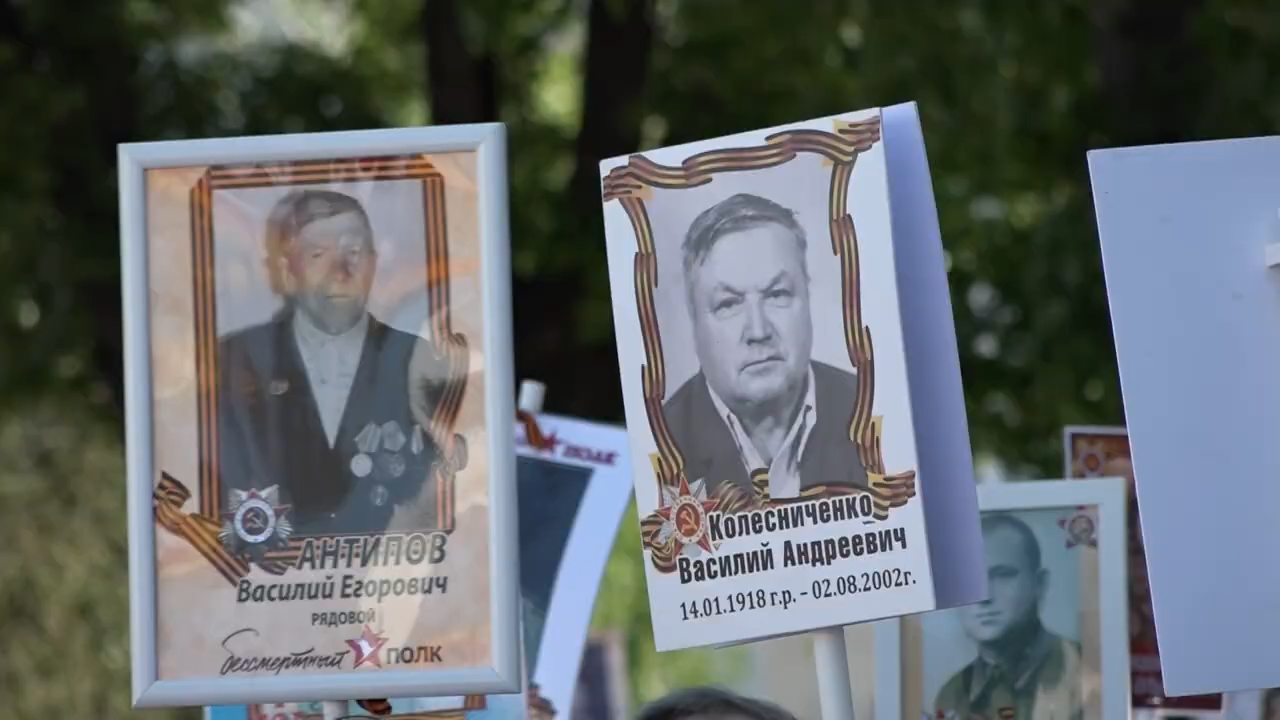 АНТИПОВ
Василий Егорович
РЯДОВОЙ
бессмертный ПОЛК
Колесниченко
Василий Андреевич
14.01.1918 г.р. - 02.08.2002г.